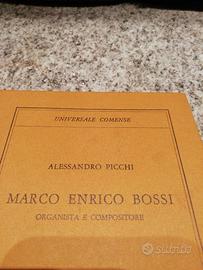 UNIVERSALE COMENSE
ALESSANDRO PICCHI
MARCO ENRICO BOSSI
ORGANISTA E COMPOSITORE
subito